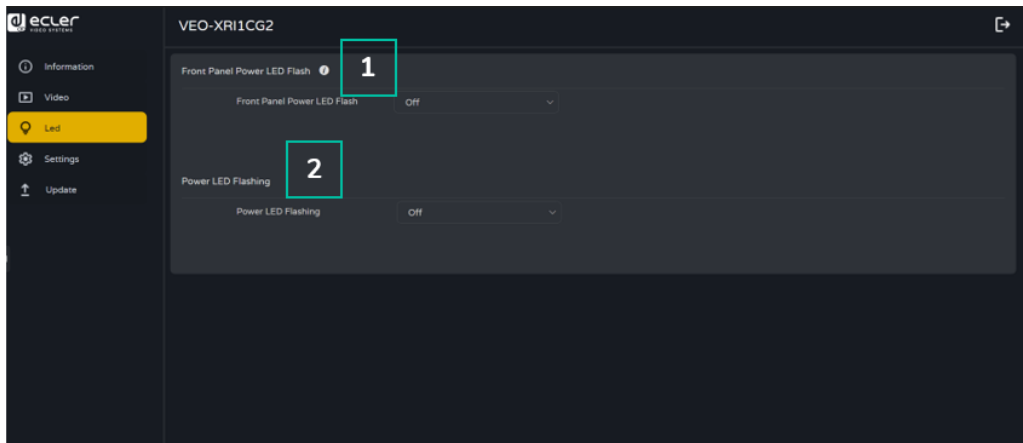 ecler
VIDEO SYSTEMS
VEO-XRI1CG2
Information
Video
Led
Settings
Update
Front Panel Power LED Flash
1
Front Panel Power LED Flash Off
2
Power LED Flashing
Power LED Flashing Off